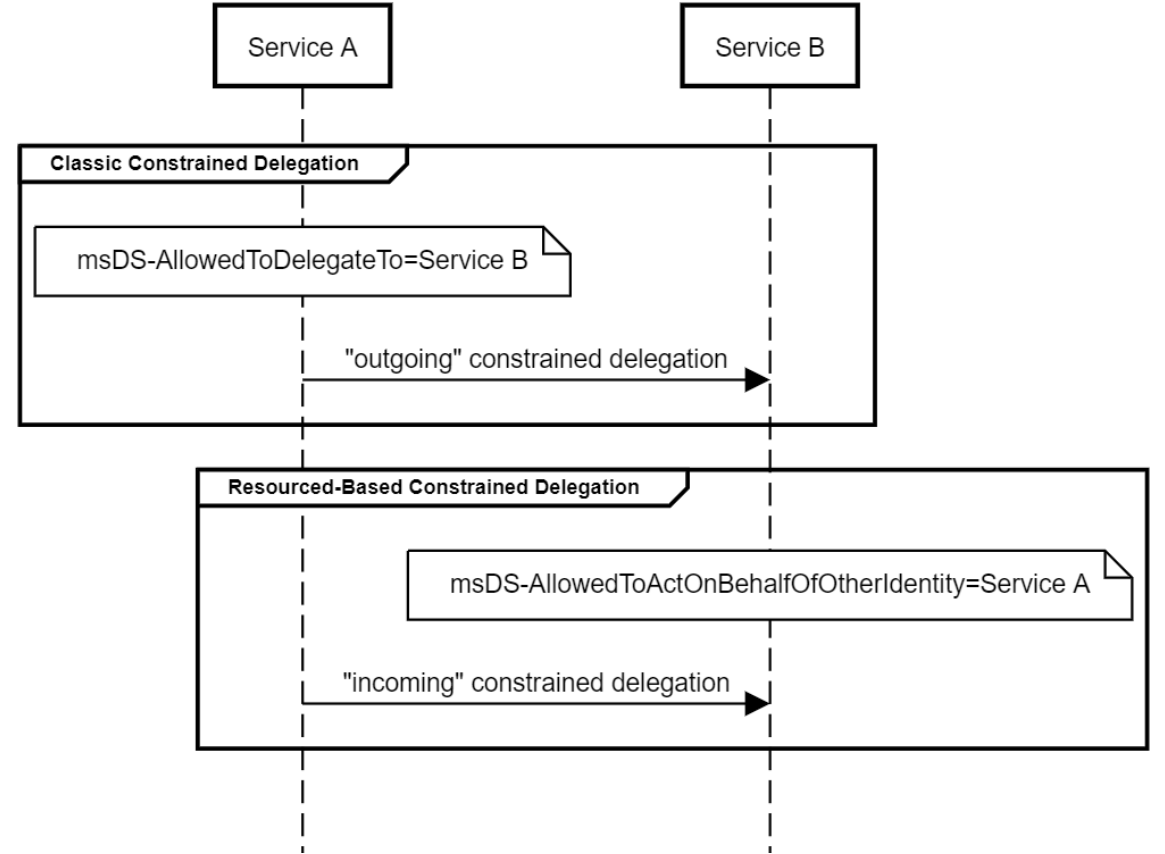 Service A
Service B
Classic Constrained Delegation
msDS-AllowedToDelegateTo=Service B
"outgoing" constrained delegation
Resourced-Based Constrained Delegation
msDS-AllowedToActOnBehalfOfOtherIdentity=Service A
"incoming" constrained delegation